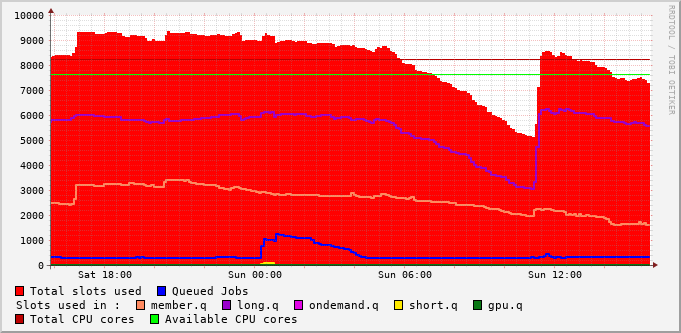 10000
9000
8000
7000
6000
5000
4000
3000
2000
1000
0
Sat 18:00 Sun 00:00 Sun 06:00 Sun 12:00
Total slots used Queued Jobs
Slots used in : member.q long.q ondemand.q short.q gpu.q
Total CPU cores Available CPU cores
RRDTOOL / TOBI OETIKER